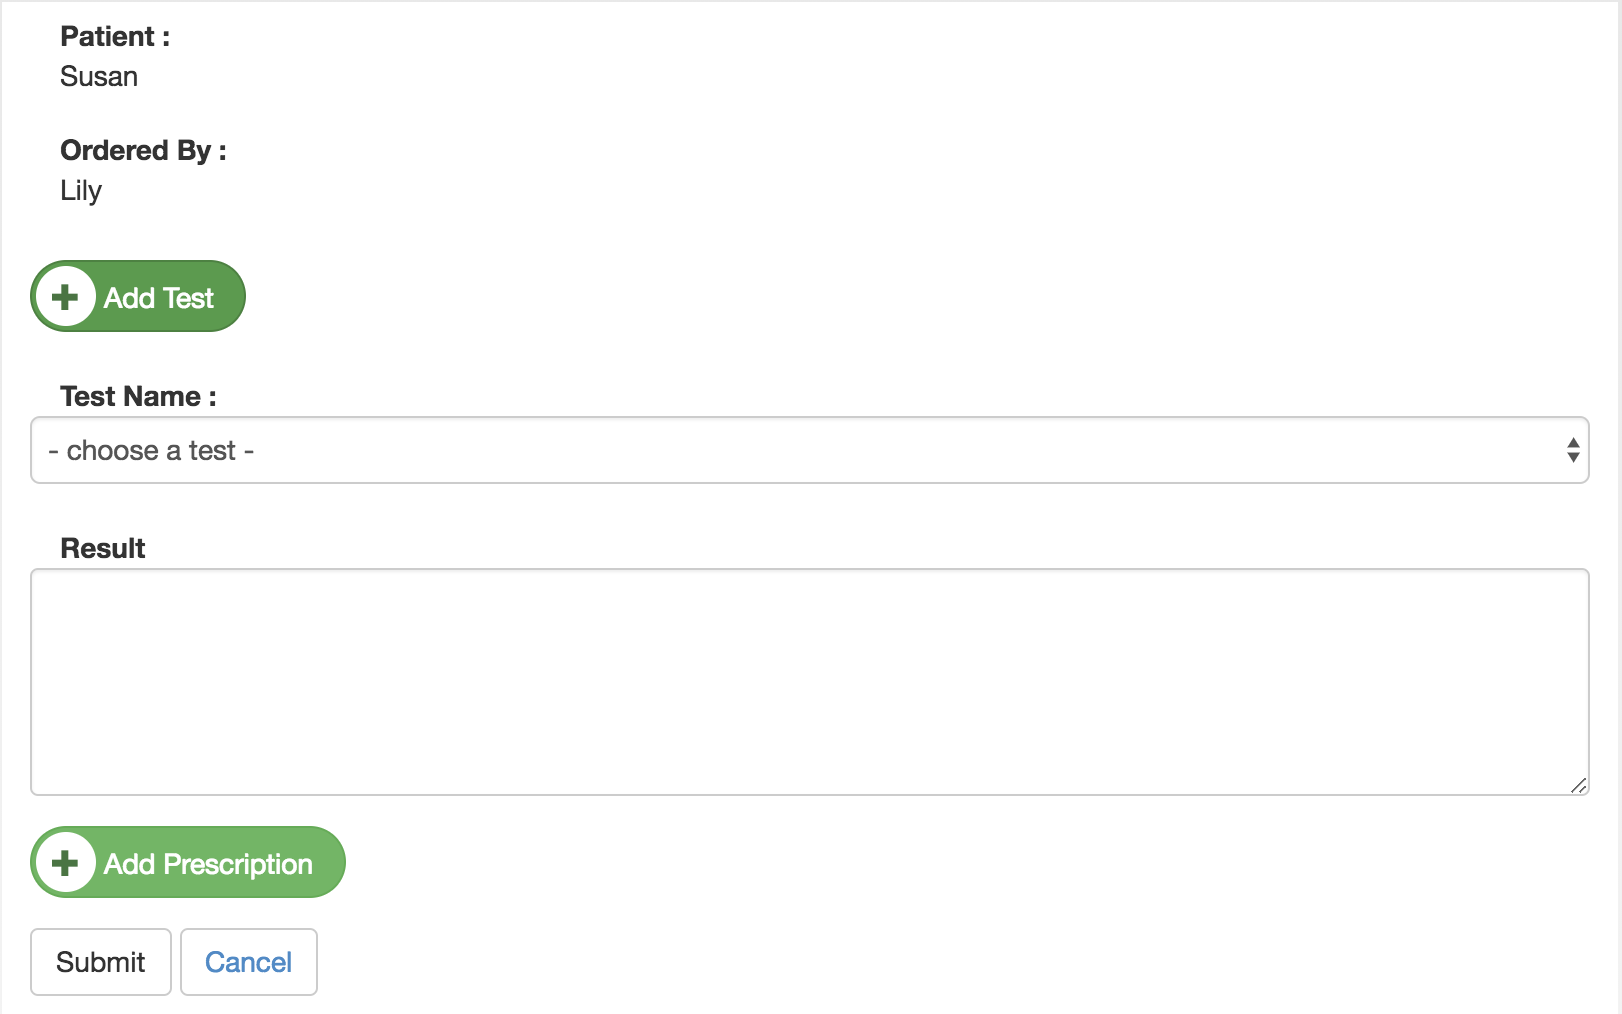 Patient :
Susan
Ordered By :
Lily
Add Test
Test Name :
- choose a test -
Result
Add Prescription
Submit Cancel